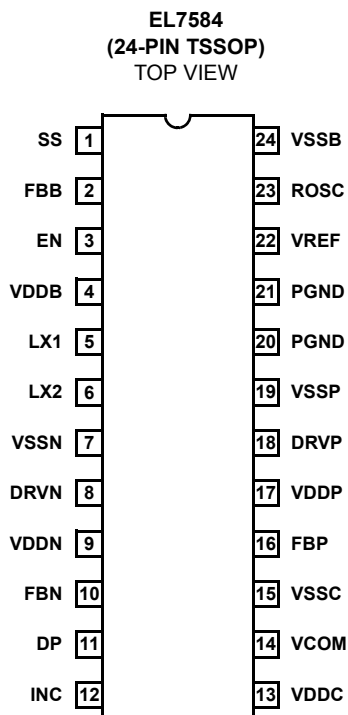 EL7584
(24-PIN TSSOP)
TOP VIEW
SS 1 24 VSSB
FBB 2 23 ROSC
EN 3 22 VREF
VDDB 4 21 PGND
LX1 5 20 PGND
LX2 6 19 VSSP
VSSN 7 18 DRVP
DRVN 8 17 VDDP
VDDN 9 16 FBP
FBN 10 15 VSSC
DP 11 14 VCOM
INC 12 13 VDDC